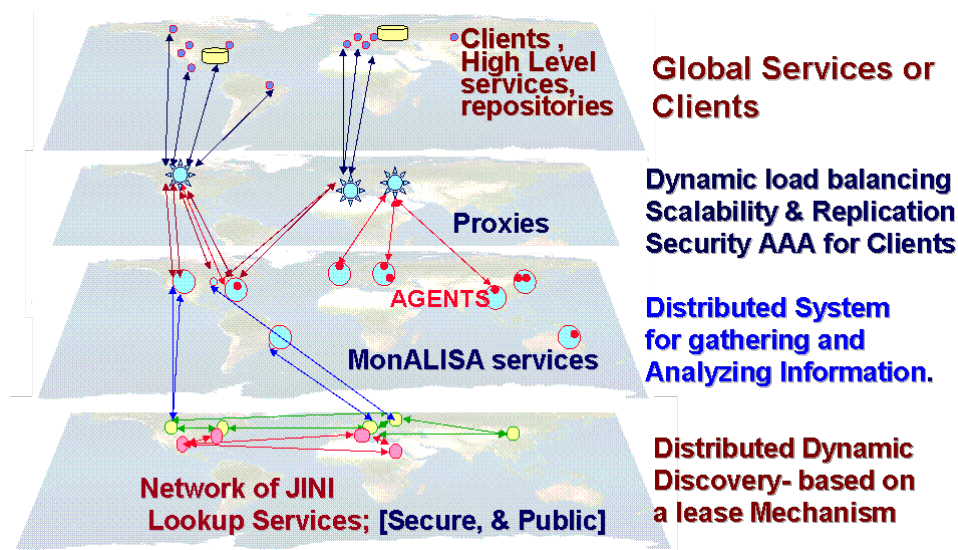 Clients ,
High Level
services,
repositories
Global Services or
Clients
Proxies
Dynamic load balancing
Scalability & Replication
Security AAA for Clients
AGENTS
MonALISA services
Distributed System
for gathering and
Analyzing Information.
Network of JINI
Lookup Services; [Secure, & Public]
Distributed Dynamic
Discovery- based on
a lease Mechanism